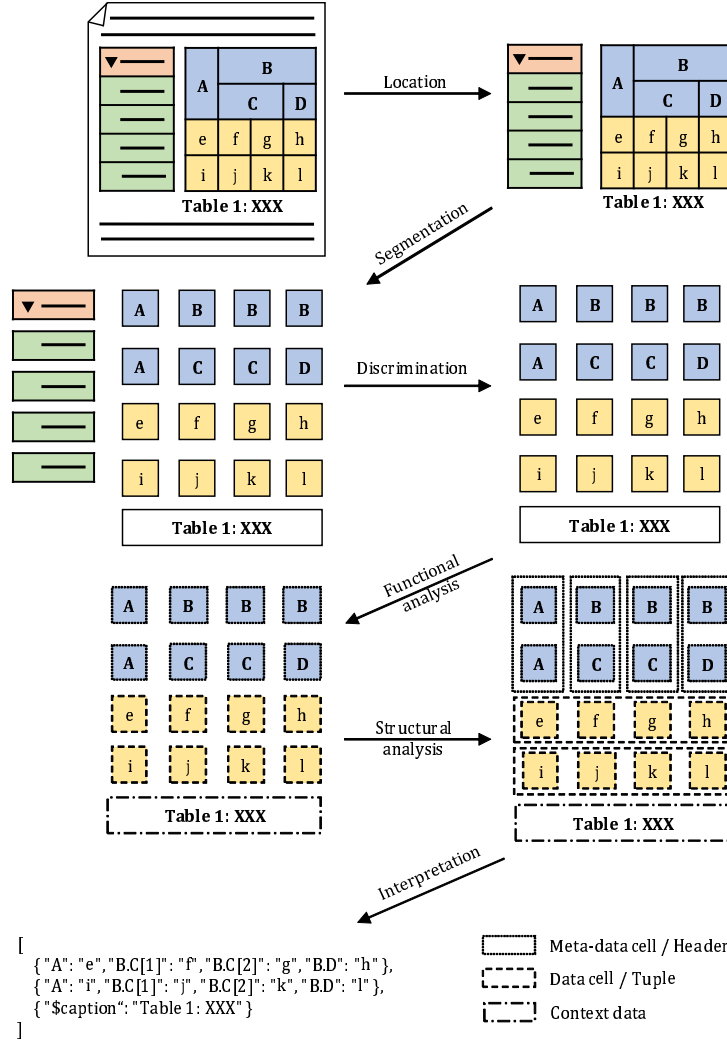 A B
C D
e f g h
i j k l
Table 1: XXX
Location
A B
C D
e f g h
i j k l
Table 1: XXX
Segmentation
A B B B
A C C D
e f g h
i j k l
Table 1: XXX
Discrimination
A B B B
A C C D
e f g h
i j k l
Table 1: XXX
Functional
analysis
A B B B
A C C D
e f g h
i j k l
Table 1: XXX
Structural
analysis
A B B B
A C C D
e f g h
i j k l
Table 1: XXX
Interpretation
[
{ "A": "e", "B.C[1]": "f", "B.C[2]": "g", "B.D": "h" },
{ "A": "i", "B.C[1]": "j", "B.C[2]": "k", "B.D": "l" },
{ "$caption“: "Table 1: XXX" }
]
Meta-data cell / Header
Data cell / Tuple
Context data